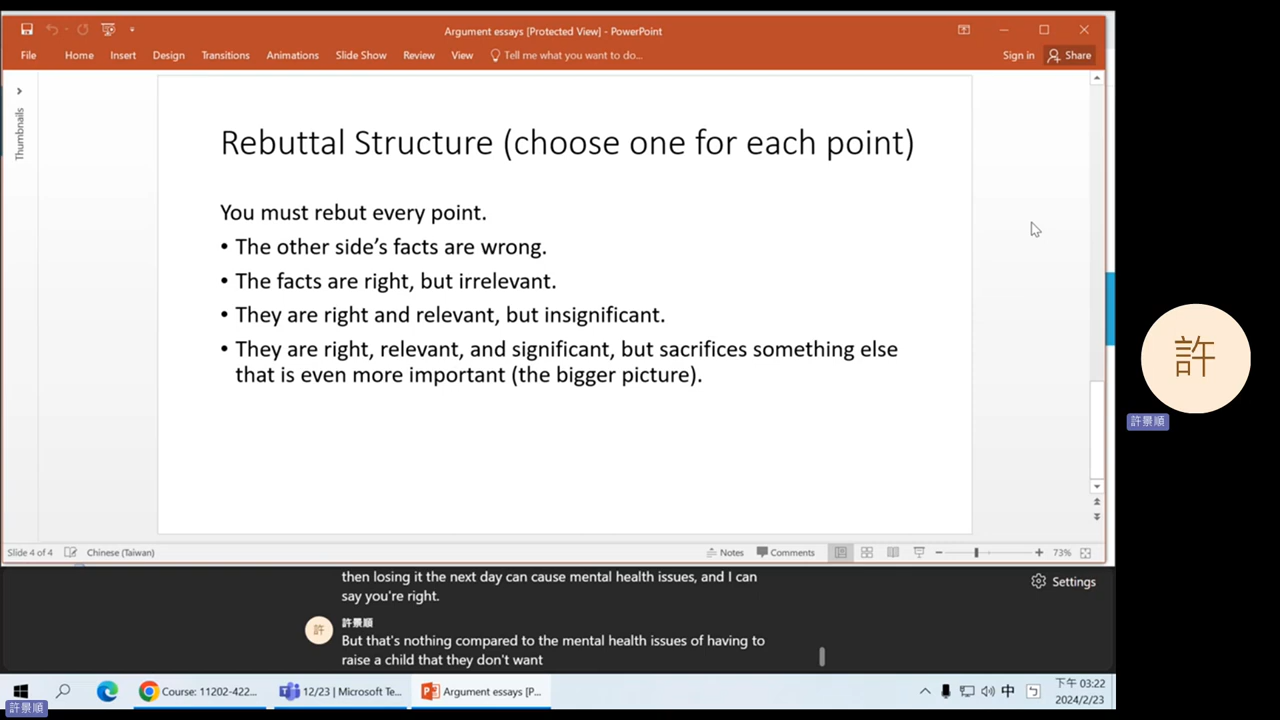 Argument essays [Protected View] - PowerPoint
File Home Insert Design Transitions Animations Slide Show Review View Tell me what you want to do... Sign in Share
Thumbnails
Rebuttal Structure (choose one for each point)
You must rebut every point.
• The other side's facts are wrong.
• The facts are right, but irrelevant.
• They are right and relevant, but insignificant.
• They are right, relevant, and significant, but sacrifices something else
that is even more important (the bigger picture).
許
許景順
Slide 4 of 4 Chinese (Taiwan) Notes Comments 73%
then losing it the next day can cause mental health issues, and I can
say you're right.
Settings
許
許景順
But that's nothing compared to the mental health issues of having to
raise a child that they don't want
Course: 11202-422... 12/23 | Microsoft Te... Argument essays [P... 中 下午 03:22
2024/2/23
許景順